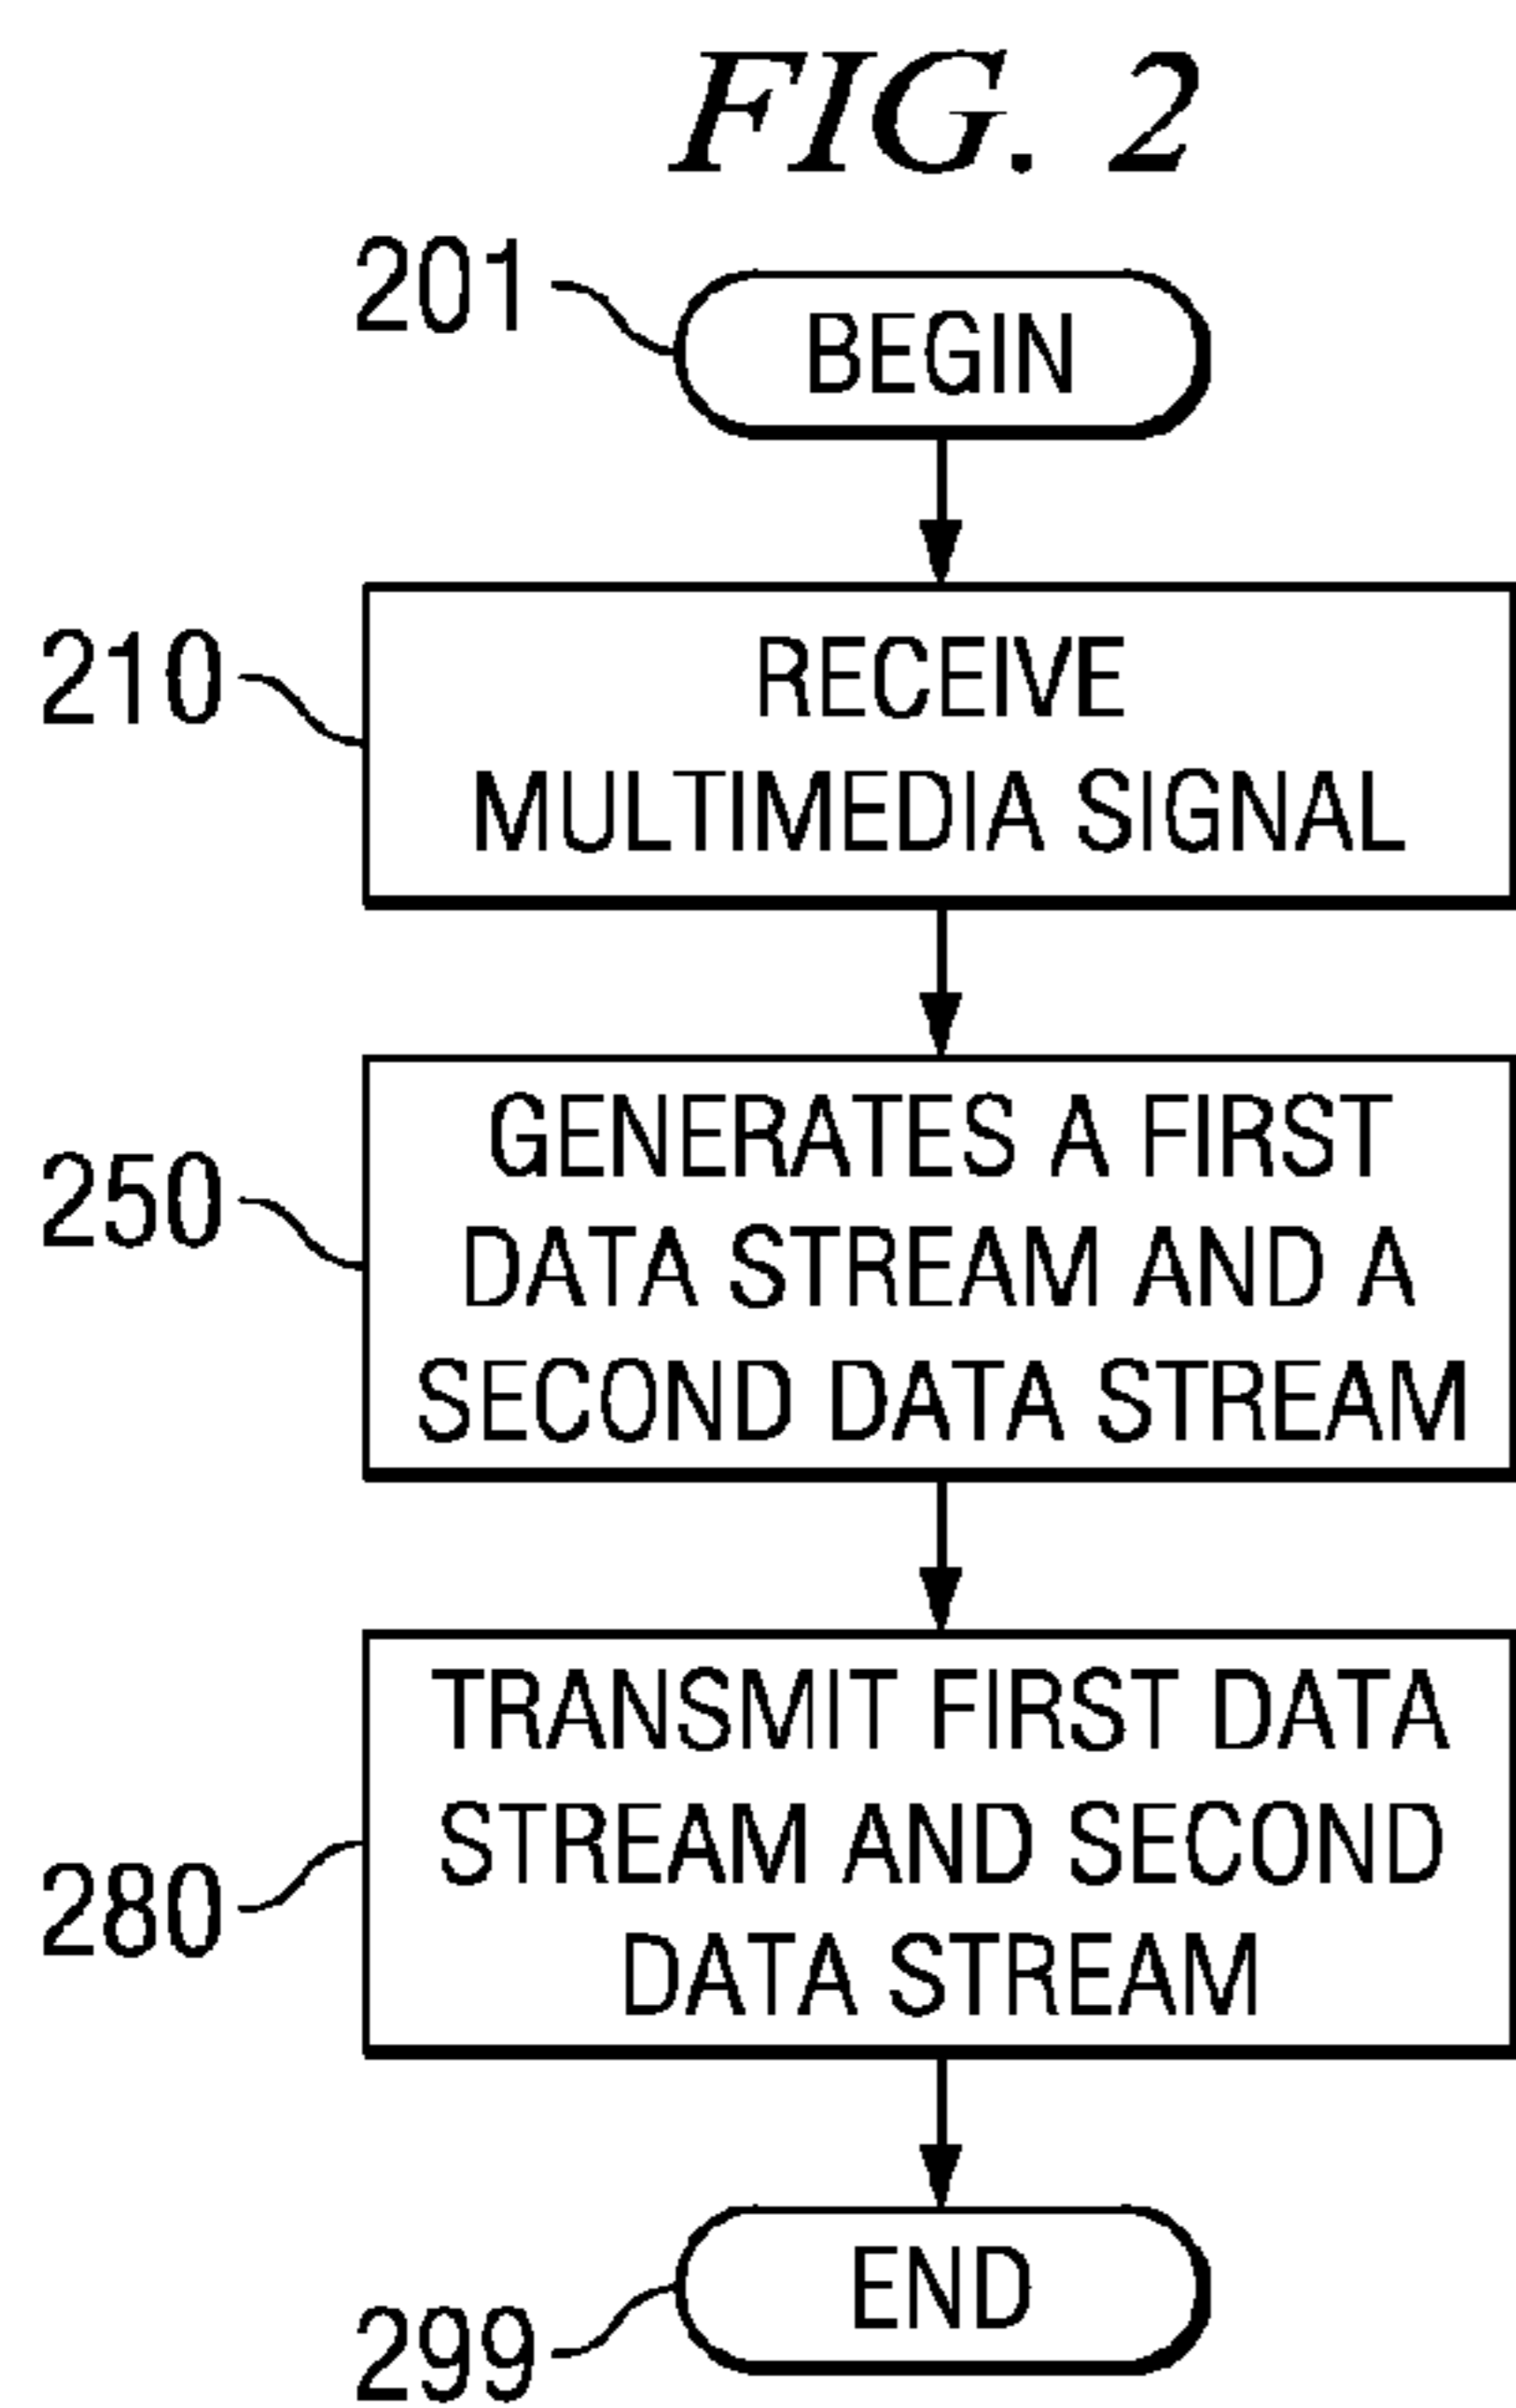 FIG. 2
201
BEGIN
210
RECEIVE
MULTIMEDIA SIGNAL
250
GENERATES A FIRST
DATA STREAM AND A
SECOND DATA STREAM
280
TRANSMIT FIRST DATA
STREAM AND SECOND
DATA STREAM
299
END